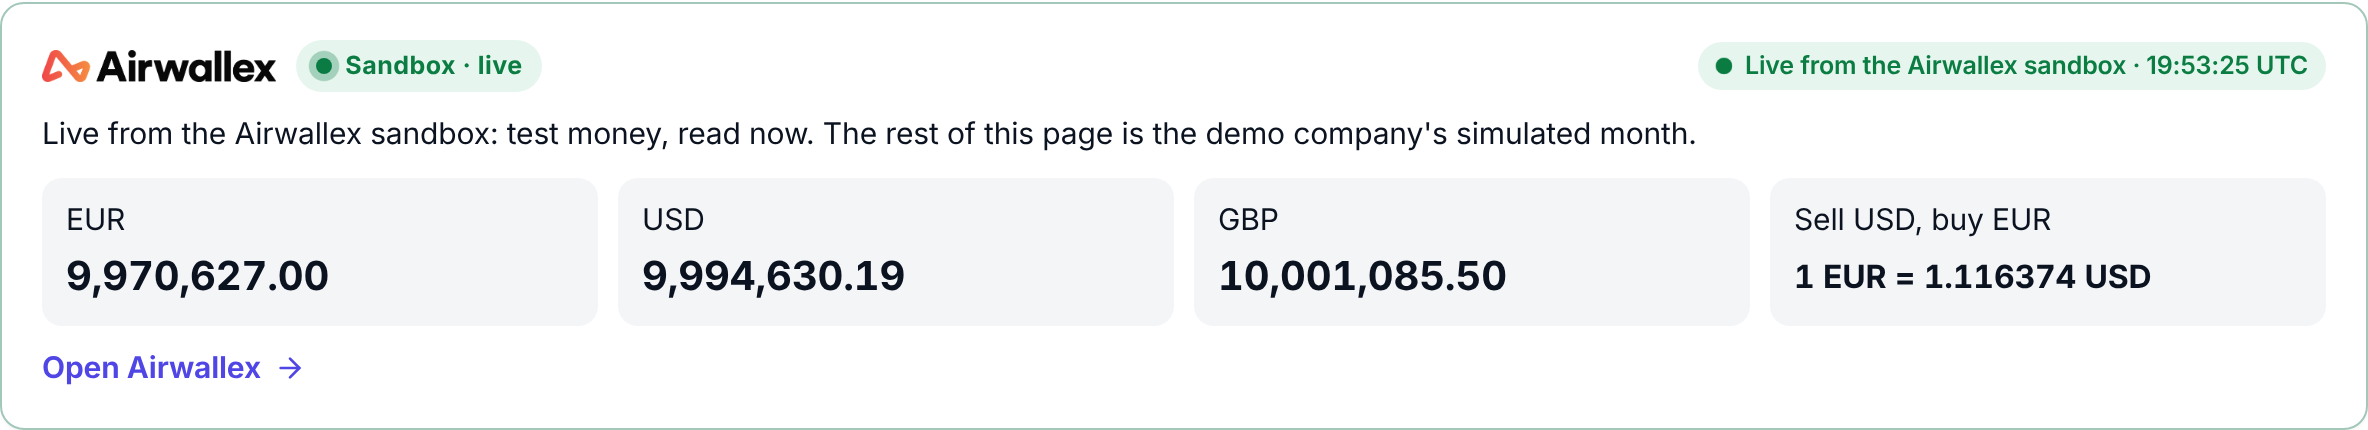 Airwallex
Sandbox · live
Live from the Airwallex sandbox · 19:53:25 UTC
Live from the Airwallex sandbox: test money, read now. The rest of this page is the demo company's simulated month.
EUR
9,970,627.00
USD
9,994,630.19
GBP
10,001,085.50
Sell USD, buy EUR
1 EUR = 1.116374 USD
Open Airwallex →